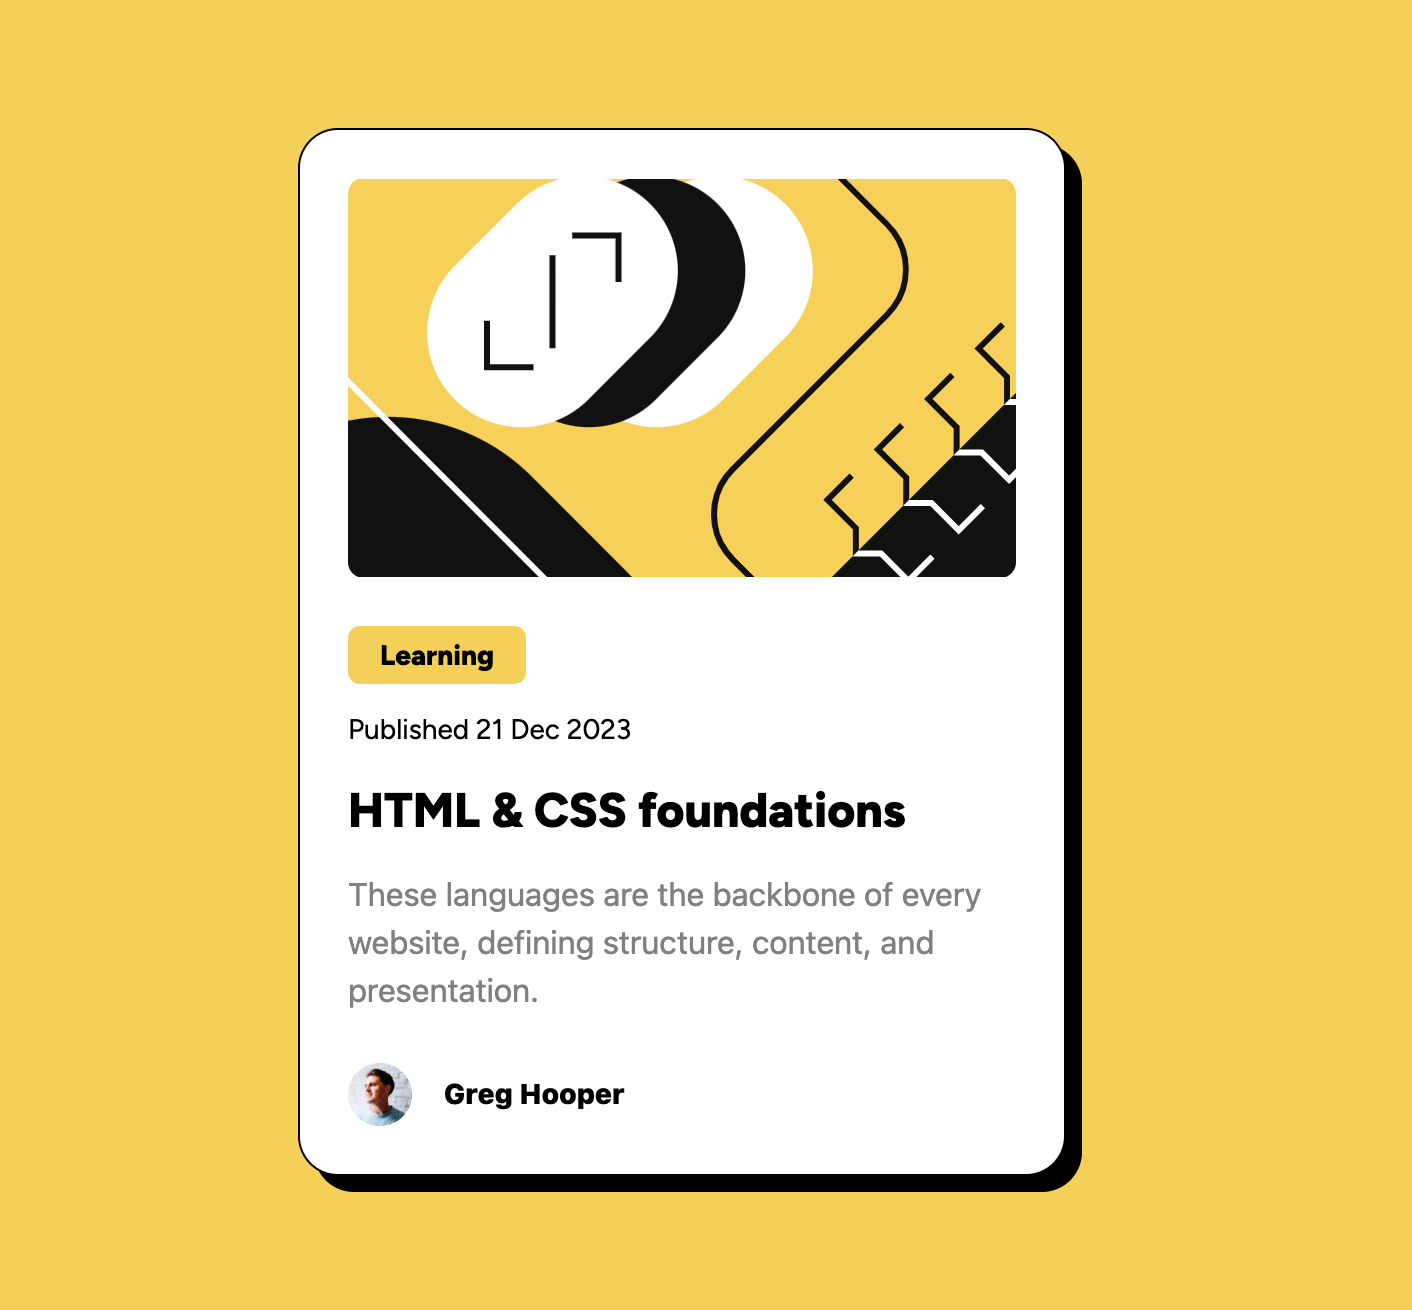 Learning
Published 21 Dec 2023
HTML & CSS foundations
These languages are the backbone of every
website, defining structure, content, and
presentation.
Greg Hooper